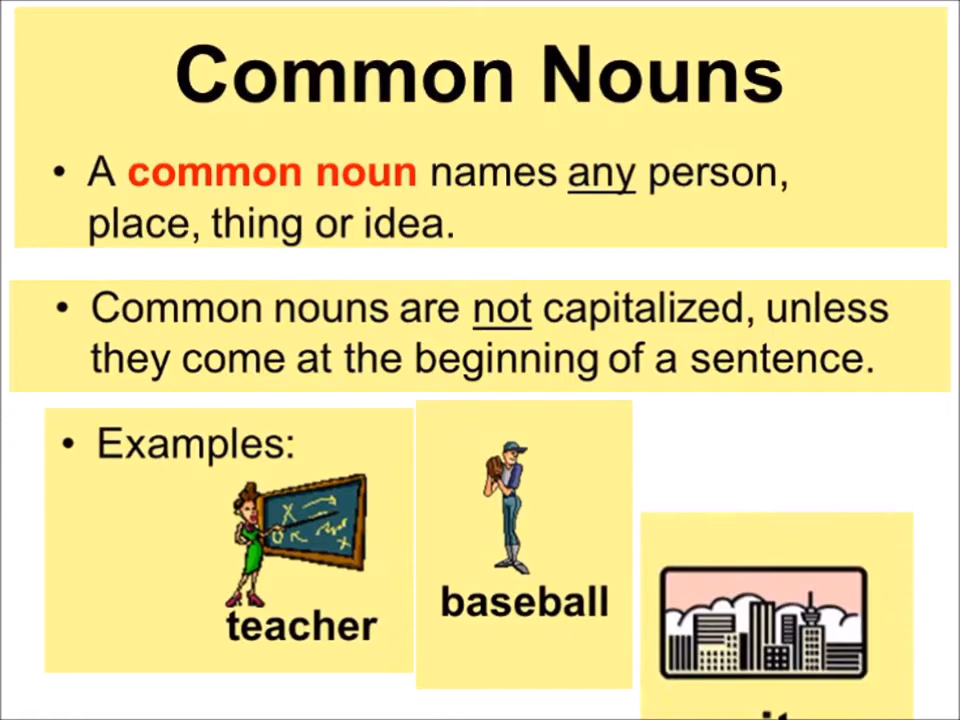 Common Nouns
• A common noun names any person,
place, thing or idea.
• Common nouns are not capitalized, unless
they come at the beginning of a sentence.
• Examples:
teacher
baseball